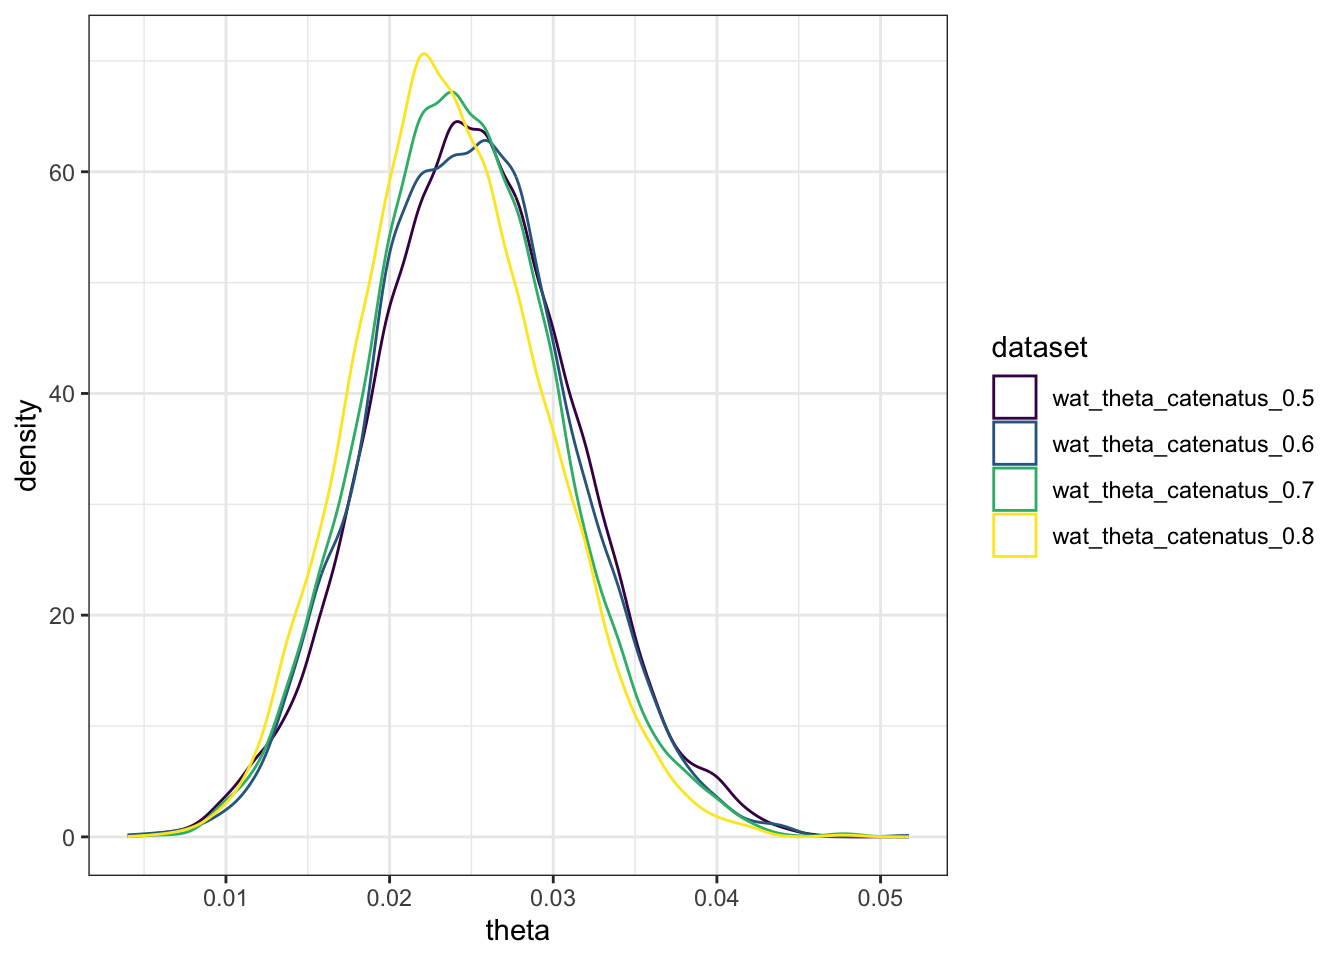 60
40
20
0
density
0.01 0.02 0.03 0.04 0.05
theta
dataset
wat_theta_catenatus_0.5
wat_theta_catenatus_0.6
wat_theta_catenatus_0.7
wat_theta_catenatus_0.8